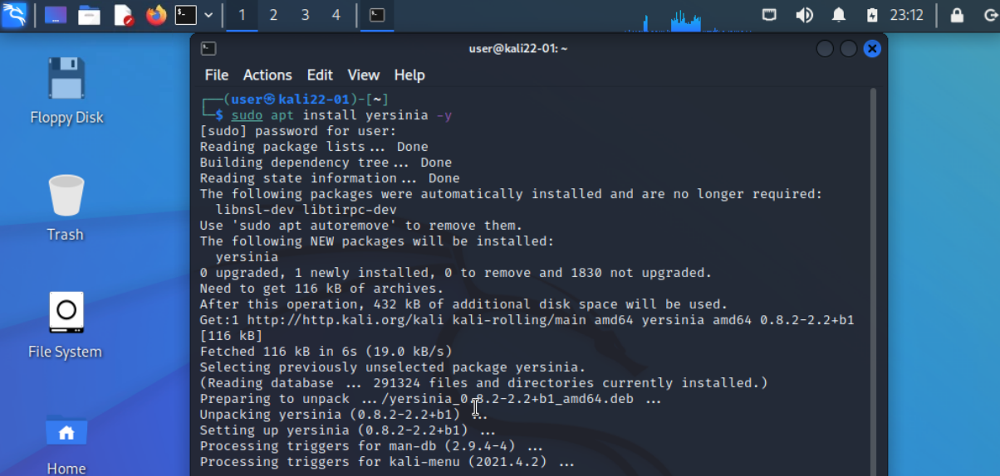 1 2 3 4 23:12
user@kali22-01: ~
File Actions Edit View Help
Floppy Disk
Trash
File System
Home
┌──(user㉿kali22-01)-[~]
└─$ sudo apt install yersinia -y
[sudo] password for user:
Reading package lists... Done
Building dependency tree... Done
Reading state information... Done
The following packages were automatically installed and are no longer required:
libnsl-dev libtirpc-dev
Use 'sudo apt autoremove' to remove them.
The following NEW packages will be installed:
yersinia
0 upgraded, 1 newly installed, 0 to remove and 1830 not upgraded.
Need to get 116 kB of archives.
After this operation, 432 kB of additional disk space will be used.
Get:1 http://http.kali.org/kali kali-rolling/main amd64 yersinia amd64 0.8.2-2.2+b1
[116 kB]
Fetched 116 kB in 6s (19.0 kB/s)
Selecting previously unselected package yersinia.
(Reading database ... 291324 files and directories currently installed.)
Preparing to unpack .../yersinia_0.8.2-2.2+b1_amd64.deb ...
Unpacking yersinia (0.8.2-2.2+b1) ...
Setting up yersinia (0.8.2-2.2+b1) ...
Processing triggers for man-db (2.9.4-4) ...
Processing triggers for kali-menu (2021.4.2) ...